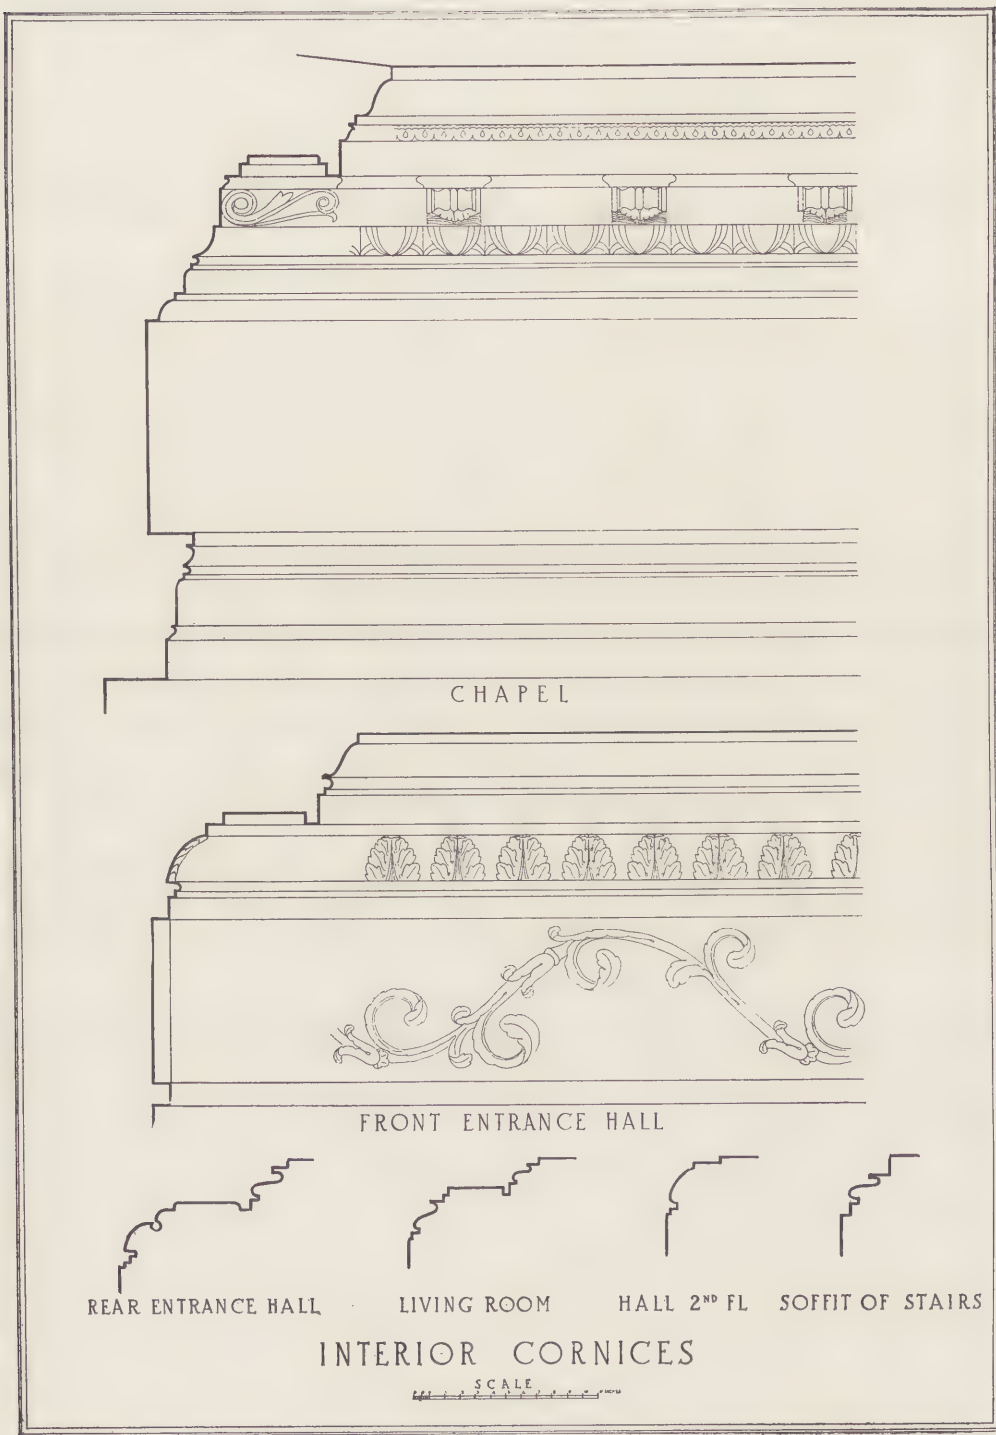 CHAPEL
FRONT ENTRANCE HALL
REAR ENTRANCE HALL
LIVING ROOM
HALL 2ND FL
SOFFIT OF STAIRS
INTERIOR CORNICES
SCALE